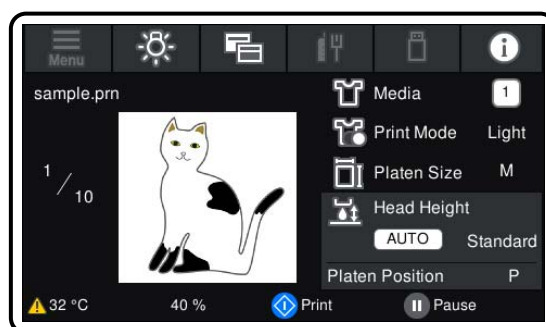 Menu
sample.prn
1 / 10
Media 1
Print Mode Light
Platen Size M
Head Height
AUTO Standard
Platen Position P
32 °C 40 % Print Pause